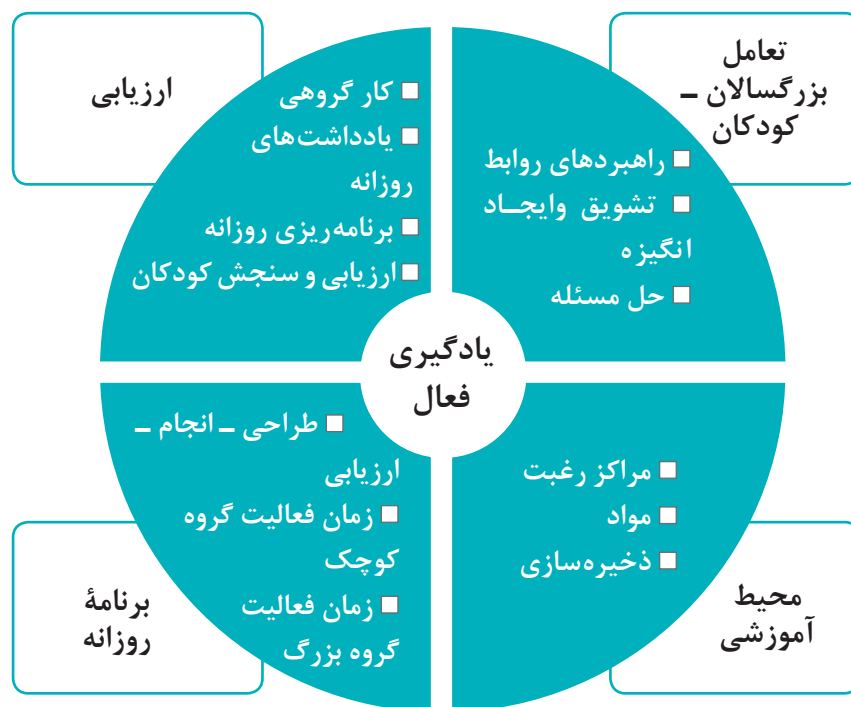 تعامل
بزرگسالان ـ
کودکان
راهبردهای روابط
تشویق وایجـاد
انگیزه
حل مسئله
ارزیابی
کار گروهی
یادداشت‌های
روزانه
برنامه‌ریزی روزانه
ارزیابی و سنجش کودکان
یادگیری
فعال
مراکز رغبت
مواد
ذخیره‌سازی
محیط
آموزشی
طراحی ـ انجام ـ
ارزیابی
زمان فعالیت گروه
کوچک
زمان فعالیت
گروه بزرگ
برنامهٔ
روزانه